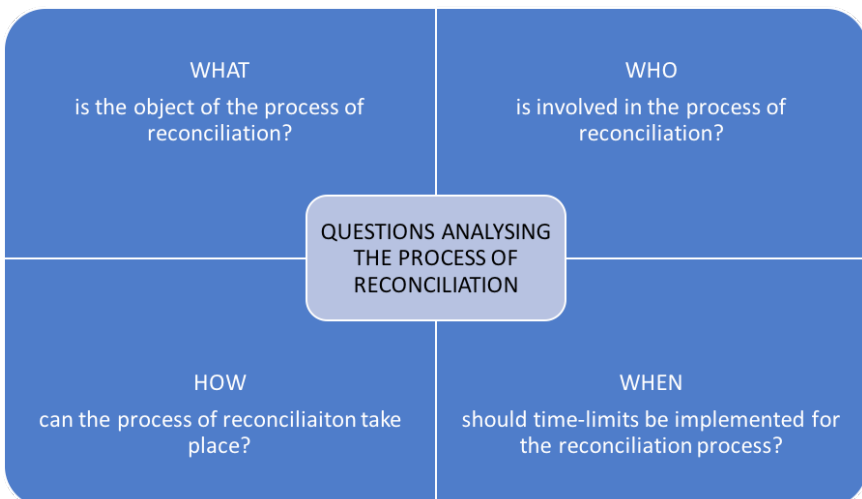 WHAT
is the object of the process of
reconciliation?
WHO
is involved in the process of
reconciliation?
QUESTIONS ANALYSING
THE PROCESS OF
RECONCILIATION
HOW
can the process of reconciliaiton take
place?
WHEN
should time-limits be implemented for
the reconciliation process?